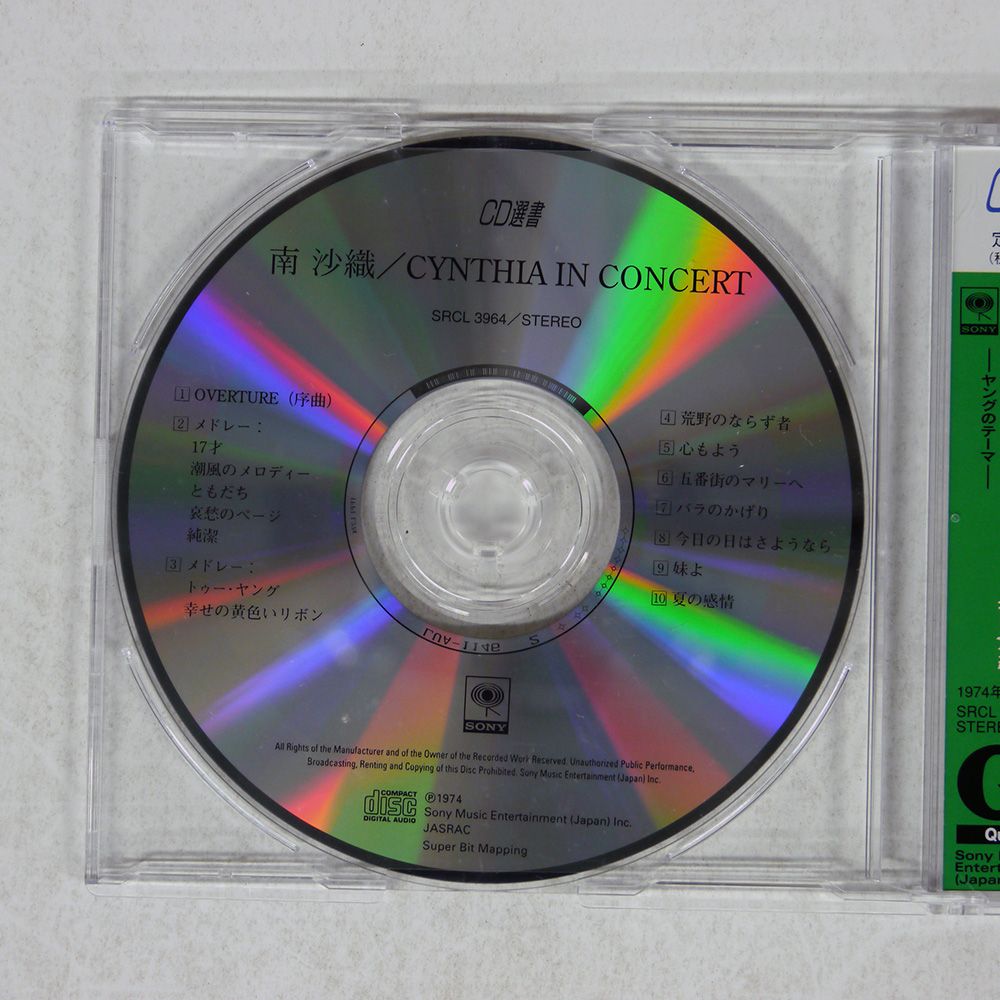 CD選書
南 沙織／CYNTHIA IN CONCERT
SRCL 3964／STEREO
1 OVERTURE（序曲）
2 メドレー：
17才
潮風のメロディー
ともだち
哀愁のページ
純潔
3 メドレー：
トゥー・ヤング
幸せの黄色いリボン
4 荒野のならず者
5 心もよう
6 五番街のマリーへ
7 バラのかげり
8 今日の日はさようなら
9 妹よ
10 夏の感情
SONY
All Rights of the Manufacturer and of the Owner of the Recorded Work Reserved. Unauthorized Public Performance,
Broadcasting, Renting and Copying of this Disc Prohibited. Sony Music Entertainment (Japan) Inc.
COMPACT
disc
DIGITAL AUDIO
℗1974
Sony Music Entertainment (Japan) Inc.
JASRAC
Super Bit Mapping
SONY
──ヤングのテーマ──
1974年
SRCL
STEREO
Sony
(Japan